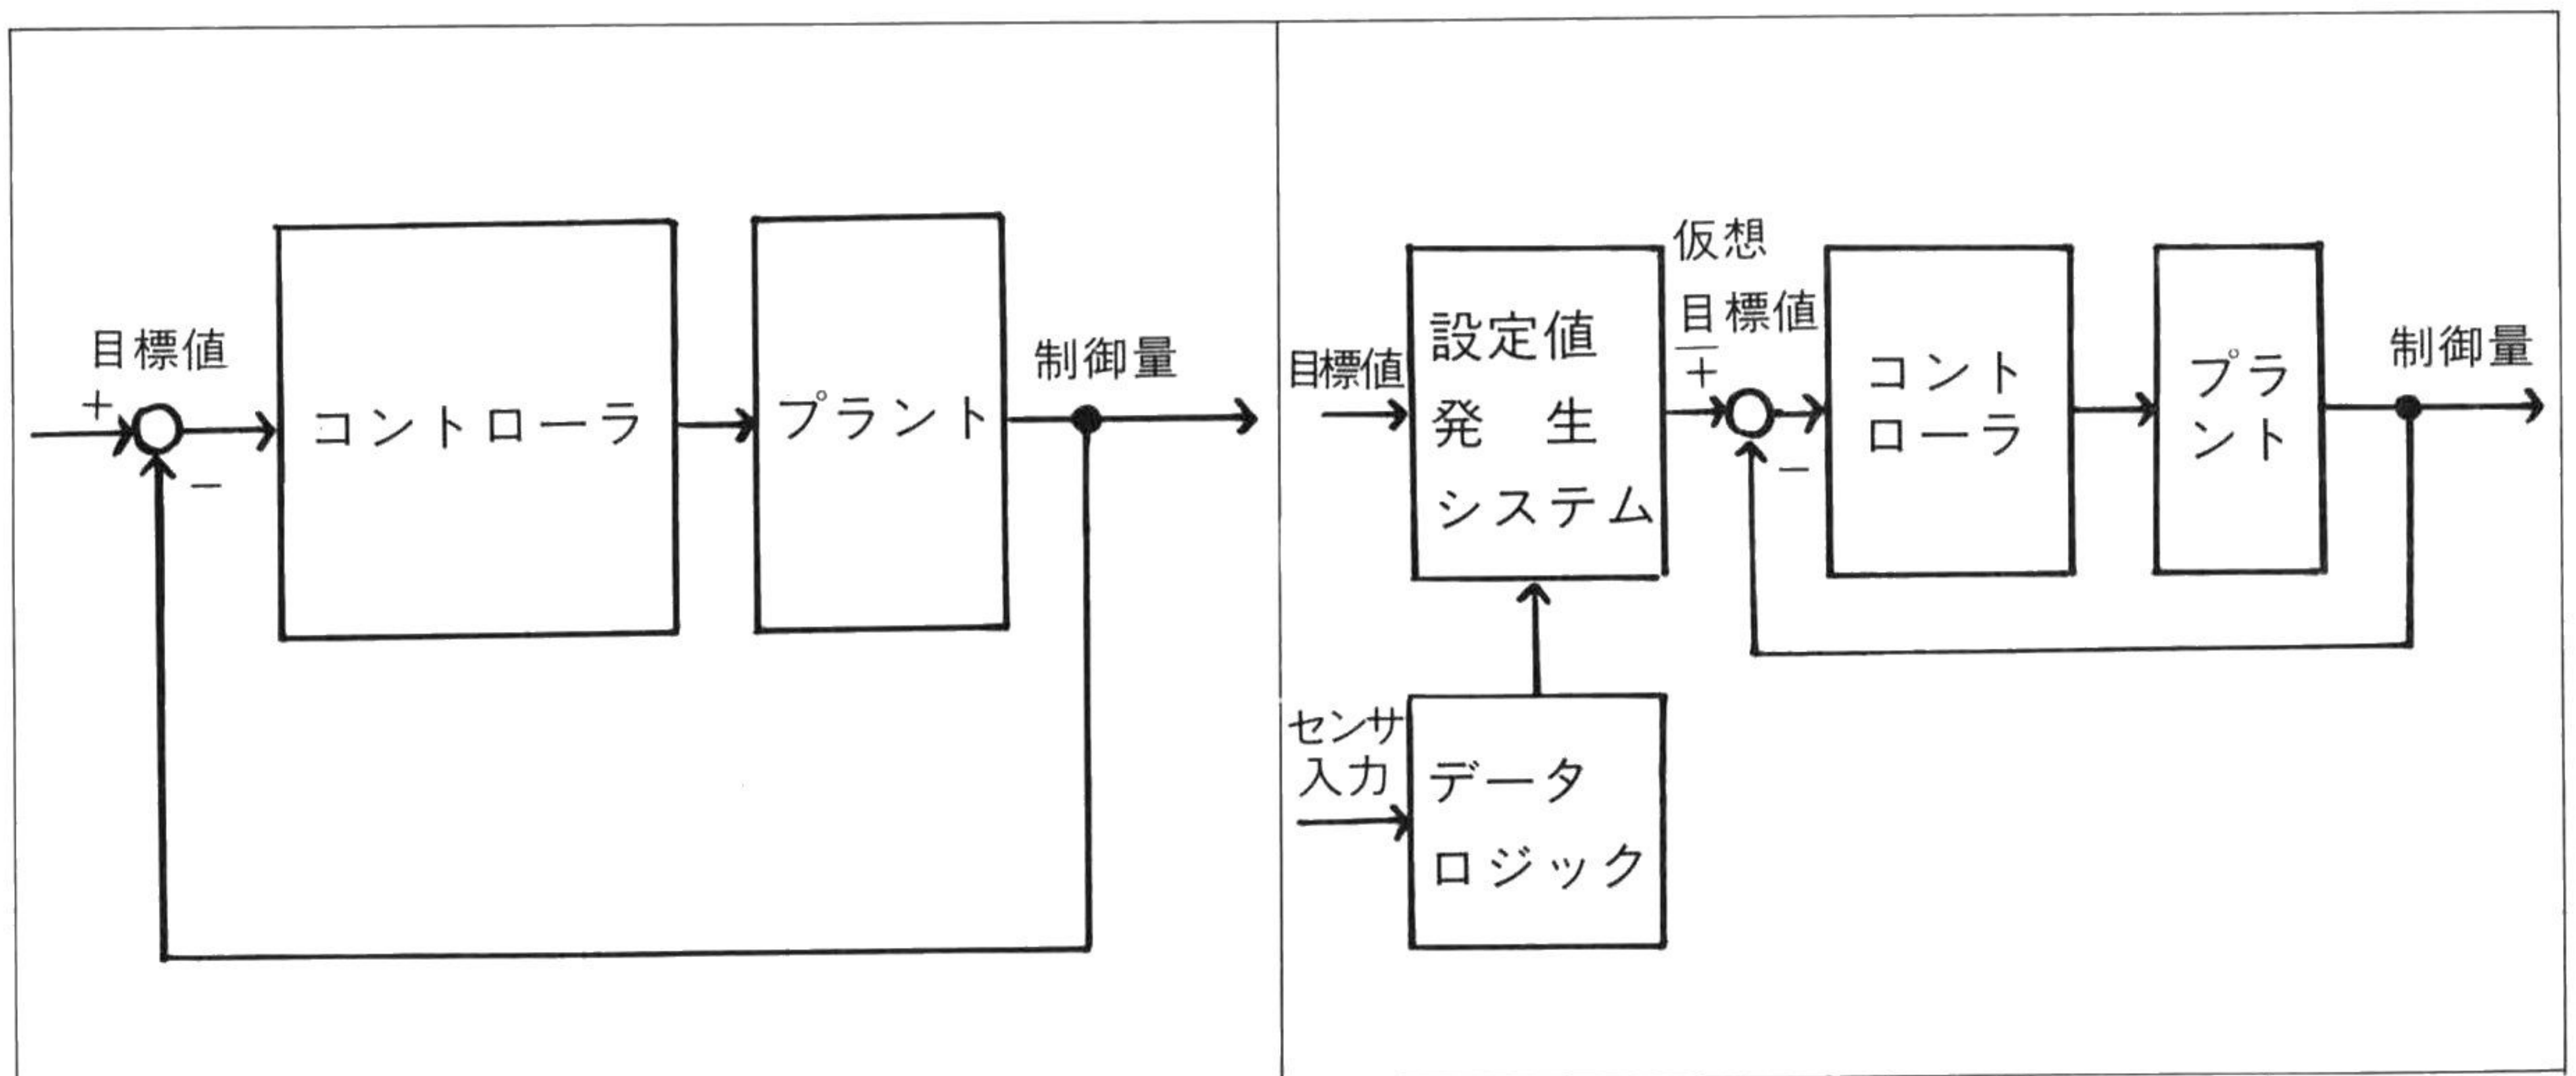 目標値
+
−
コントローラ
プラント
制御量
目標値
設定値
発 生
システム
仮想
目標値
+
−
コント
ローラ
プラ
ント
制御量
センサ
入力
データ
ロジック